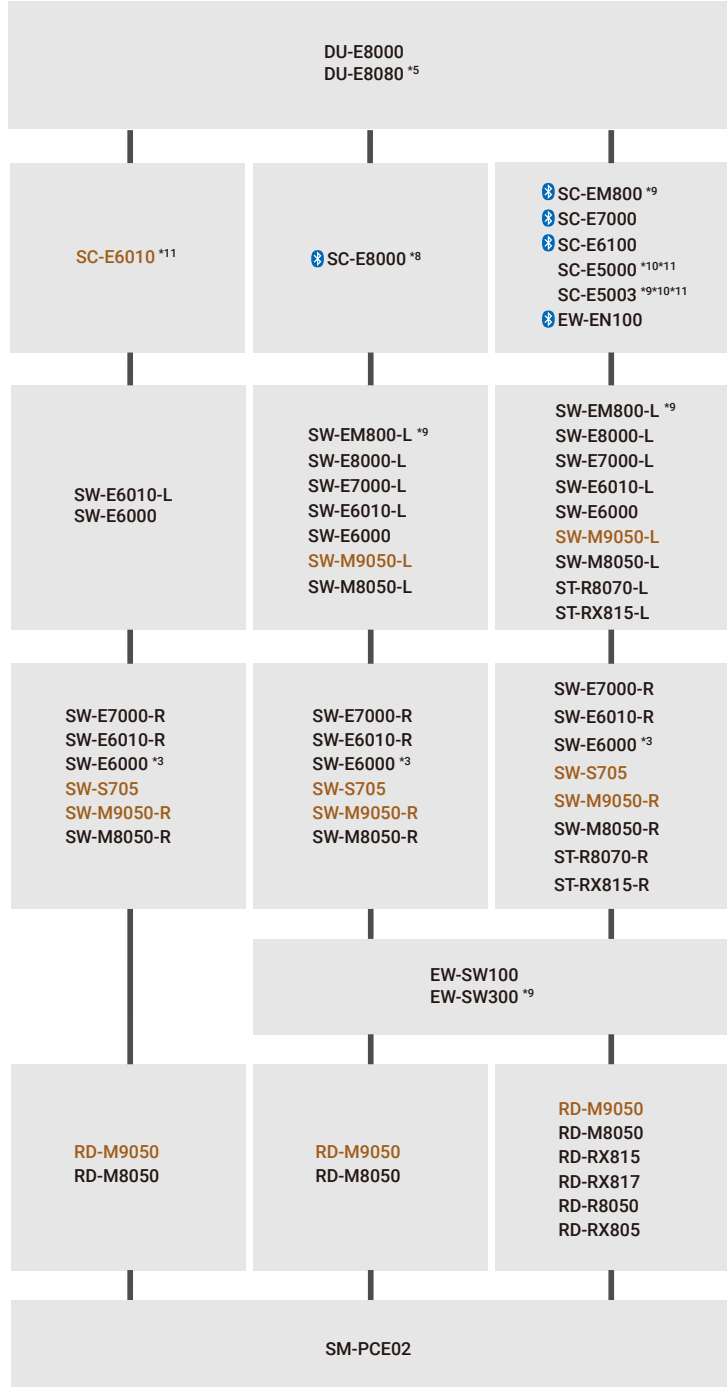 DU-E8000
DU-E8080 *5
SC-E6010 *11
SC-E8000 *8
SC-EM800 *9
SC-E7000
SC-E6100
SC-E5000 *10*11
SC-E5003 *9*10*11
EW-EN100
SW-E6010-L
SW-E6000
SW-EM800-L *9
SW-E8000-L
SW-E7000-L
SW-E6010-L
SW-E6000
SW-M9050-L
SW-M8050-L
SW-EM800-L *9
SW-E8000-L
SW-E7000-L
SW-E6010-L
SW-E6000
SW-M9050-L
SW-M8050-L
ST-R8070-L
ST-RX815-L
SW-E7000-R
SW-E6010-R
SW-E6000 *3
SW-S705
SW-M9050-R
SW-M8050-R
SW-E7000-R
SW-E6010-R
SW-E6000 *3
SW-S705
SW-M9050-R
SW-M8050-R
SW-E7000-R
SW-E6010-R
SW-E6000 *3
SW-S705
SW-M9050-R
SW-M8050-R
ST-R8070-R
ST-RX815-R
EW-SW100
EW-SW300 *9
RD-M9050
RD-M8050
RD-M9050
RD-M8050
RD-M9050
RD-M8050
RD-RX815
RD-RX817
RD-R8050
RD-RX805
SM-PCE02